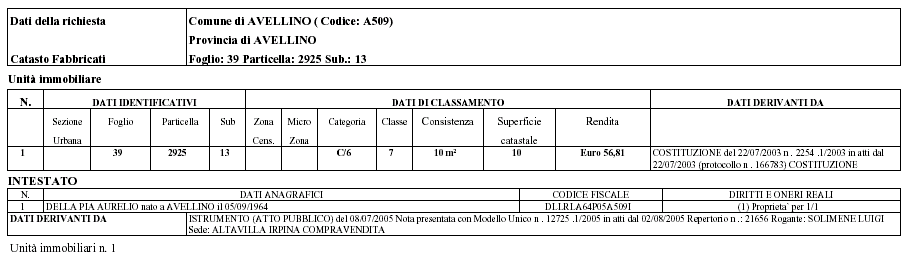 Dati della richiesta Comune di AVELLINO ( Codice: A509)
Provincia di AVELLINO
Catasto Fabbricati Foglio: 39 Particella: 2925 Sub.: 13
Unità immobiliare
N. DATI IDENTIFICATIVI DATI DI CLASSAMENTO DATI DERIVANTI DA
Sezione Foglio Particella Sub Zona Micro Categoria Classe Consistenza Superficie Rendita
Urbana Cens. Zona catastale
1 39 2925 13 C/6 7 10 m² 10 Euro 56,81 COSTITUZIONE del 22/07/2003 n . 2254 .1/2003 in atti dal
22/07/2003 (protocollo n . 166783) COSTITUZIONE
INTESTATO
N. DATI ANAGRAFICI CODICE FISCALE DIRITTI E ONERI REALI
1 DELLA PIA AURELIO nato a AVELLINO il 05/09/1964 DLLRLA64P05A509I (1) Proprieta` per 1/1
DATI DERIVANTI DA ISTRUMENTO (ATTO PUBBLICO) del 08/07/2005 Nota presentata con Modello Unico n . 12725 .1/2005 in atti dal 02/08/2005 Repertorio n .: 21656 Rogante: SOLIMENE LUIGI
Sede: ALTAVILLA IRPINA COMPRAVENDITA
Unità immobiliari n. 1